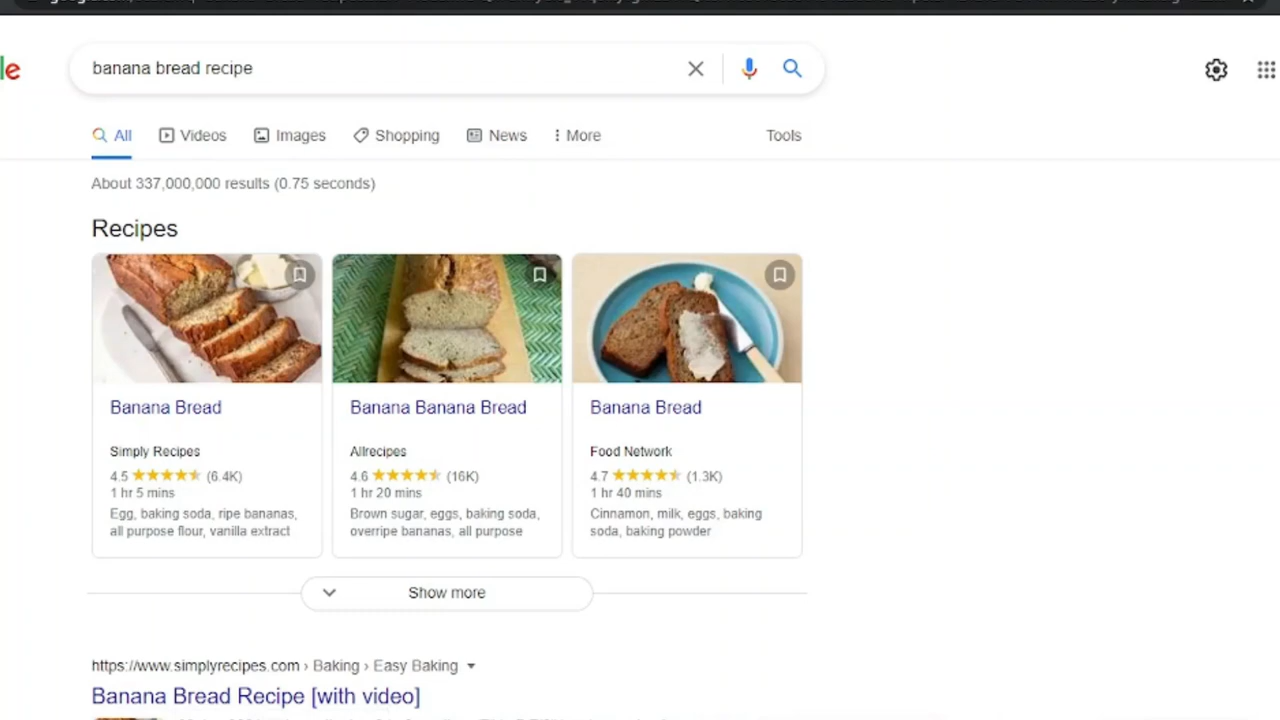 le
banana bread recipe
All Videos Images Shopping News More Tools
About 337,000,000 results (0.75 seconds)
Recipes
Banana Bread
Simply Recipes
4.5 (6.4K)
1 hr 5 mins
Egg, baking soda, ripe bananas,
all purpose flour, vanilla extract
Banana Banana Bread
Allrecipes
4.6 (16K)
1 hr 20 mins
Brown sugar, eggs, baking soda,
overripe bananas, all purpose
Banana Bread
Food Network
4.7 (1.3K)
1 hr 40 mins
Cinnamon, milk, eggs, baking
soda, baking powder
Show more
https://www.simplyrecipes.com › Baking › Easy Baking
Banana Bread Recipe [with video]